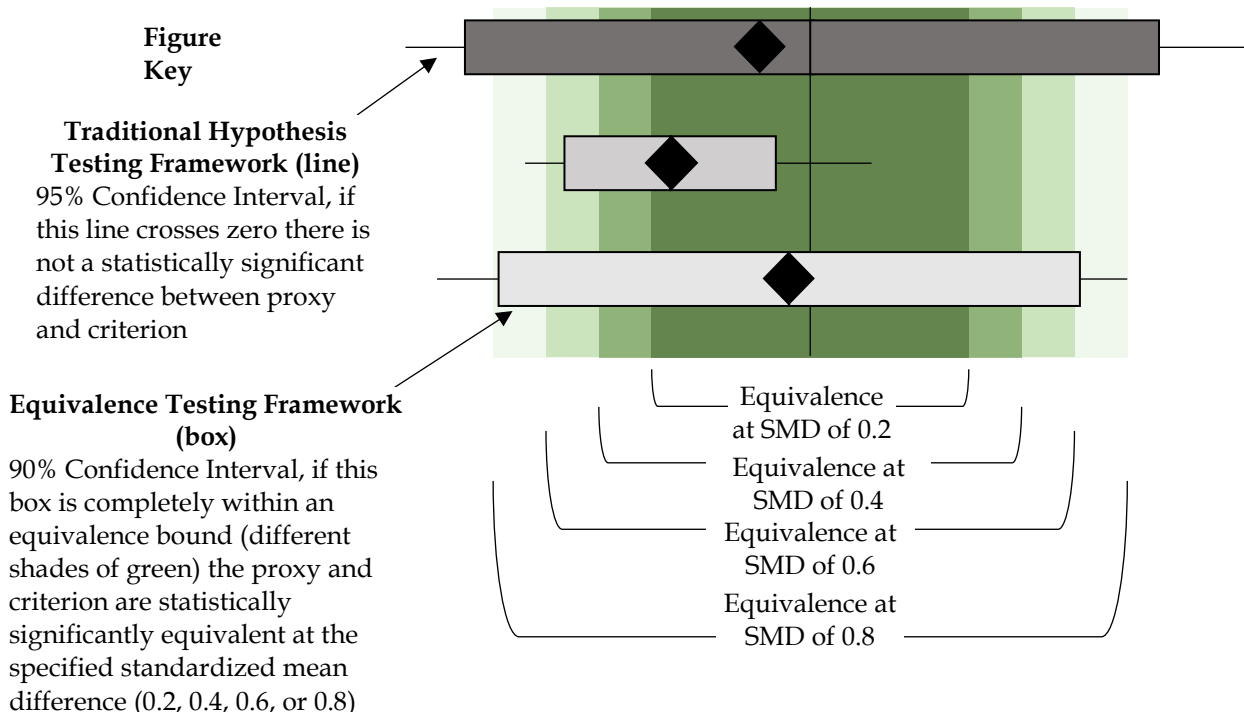 Figure
Key
Traditional Hypothesis
Testing Framework (line)
95% Confidence Interval, if
this line crosses zero there is
not a statistically significant
difference between proxy
and criterion
Equivalence Testing Framework
(box)
90% Confidence Interval, if this
box is completely within an
equivalence bound (different
shades of green) the proxy and
criterion are statistically
significantly equivalent at the
specified standardized mean
difference (0.2, 0.4, 0.6, or 0.8)
Equivalence
at SMD of 0.2
Equivalence at
SMD of 0.4
Equivalence at
SMD of 0.6
Equivalence at
SMD of 0.8